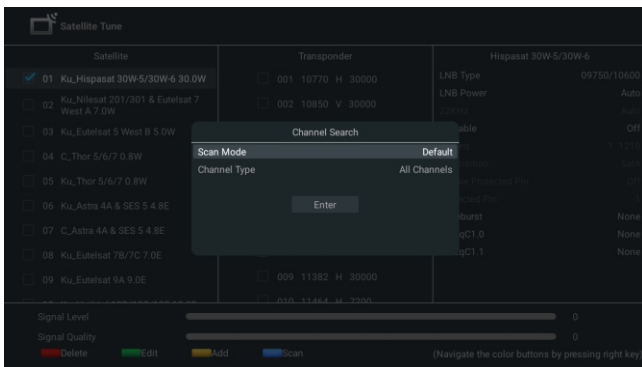 Satellite Tune
Satellite
Transponder
Hispasat 30W-5/30W-6
01 Ku_Hispasat 30W-5/30W-6 30.0W
02 Ku_Nilesat 201/301 & Eutelsat 7
West A 7.0W
03 Ku_Eutelsat 5 West B 5.0W
04 C_Thor 5/6/7 0.8W
05 Ku_Thor 5/6/7 0.8W
06 Ku_Astra 4A & SES 5 4.8E
07 C_Astra 4A & SES 5 4.8E
08 Ku_Eutelsat 7B/7C 7.0E
09 Ku_Eutelsat 9A 9.0E
001 10770 H 30000
002 10850 V 30000
009 11382 H 30000
010 11464 H 7200
LNB Type 09750/10600
LNB Power Auto
22KHz Auto
Off
None
None
None
Channel Search
Scan Mode Default
Channel Type All Channels
Enter
Signal Level 0
Signal Quality 0
Delete Edit Add Scan (Navigate the color buttons by pressing right key)